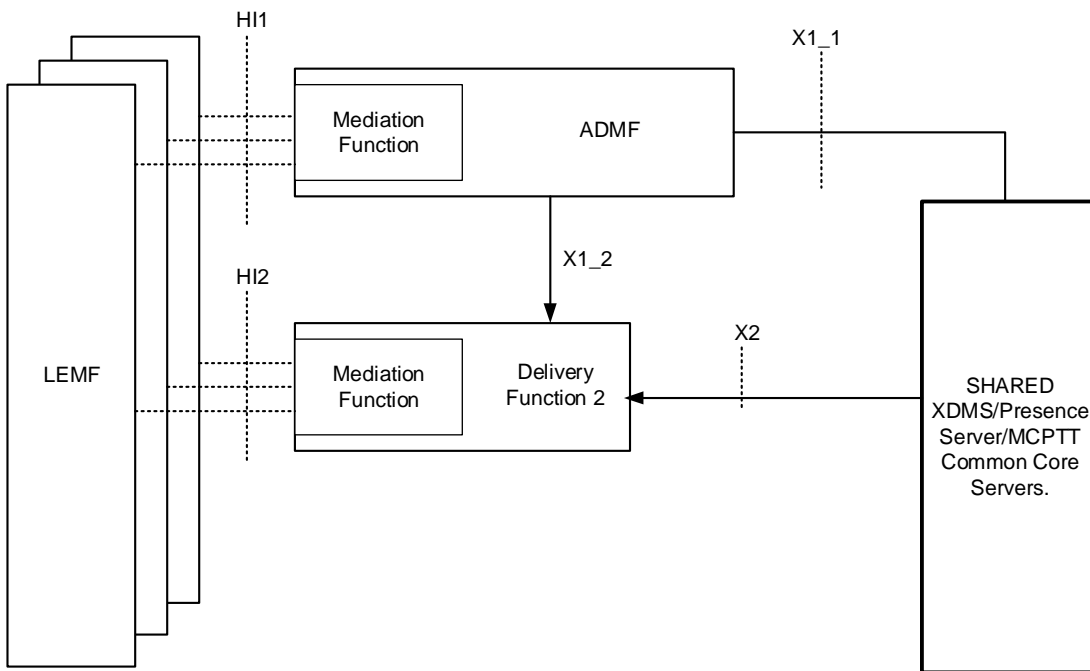 HI1
X1_1
Mediation
Function
ADMF
X1_2
HI2
X2
LEMF
Mediation
Function
Delivery
Function 2
SHARED
XDMS/Presence
Server/MCPTT
Common Core
Servers.